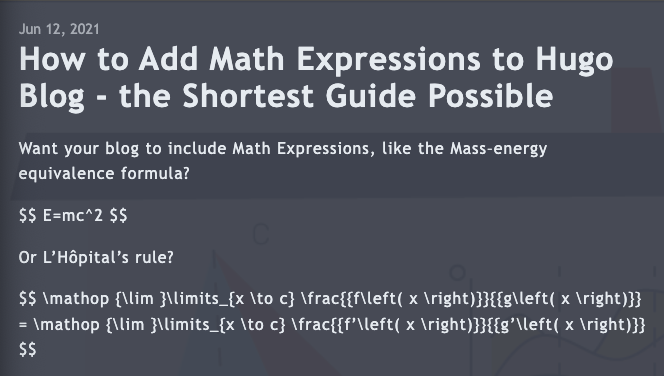 Jun 12, 2021
How to Add Math Expressions to Hugo
Blog - the Shortest Guide Possible
Want your blog to include Math Expressions, like the Mass-energy
equivalence formula?
$$ E=mc^2 $$
Or L’Hôpital’s rule?
$$ \mathop {\lim }\limits_{x \to c} \frac{{f\left( x \right)}}{{g\left( x \right)}}
= \mathop {\lim }\limits_{x \to c} \frac{{f’\left( x \right)}}{{g’\left( x \right)}}
$$
C